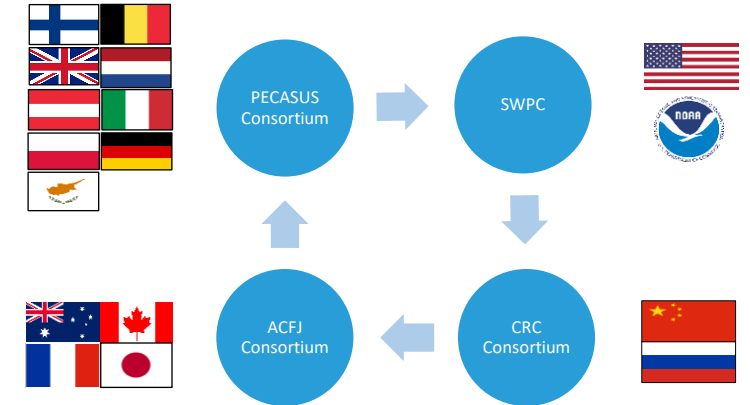 PECASUS
Consortium
SWPC
NOAA
ACFJ
Consortium
CRC
Consortium